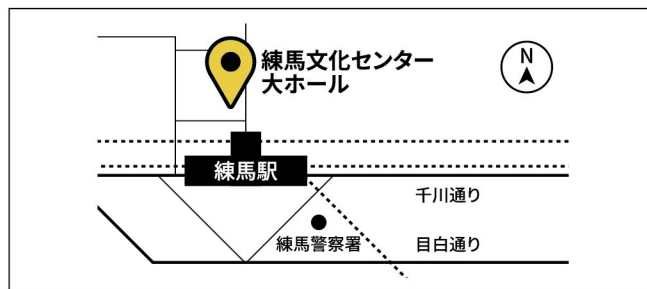 練馬文化センター
大ホール
N
練馬駅
千川通り
練馬警察署
目白通り